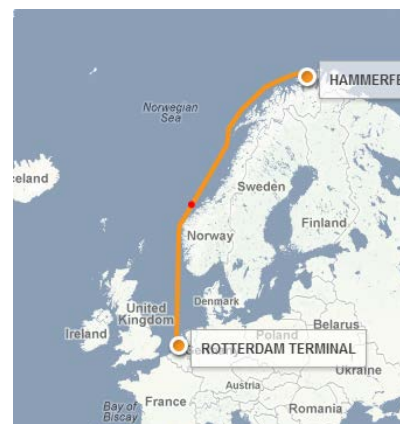 HAMMERFE
Norwegian
Sea
celand
Sweden
Finland
Norway
Denmark
United
Kingdom
Ireland
Belarus
Poland
ROTTERDAM TERMINAL
Germany
Ukraine
Austria
France
Bay of
Biscay
Romania